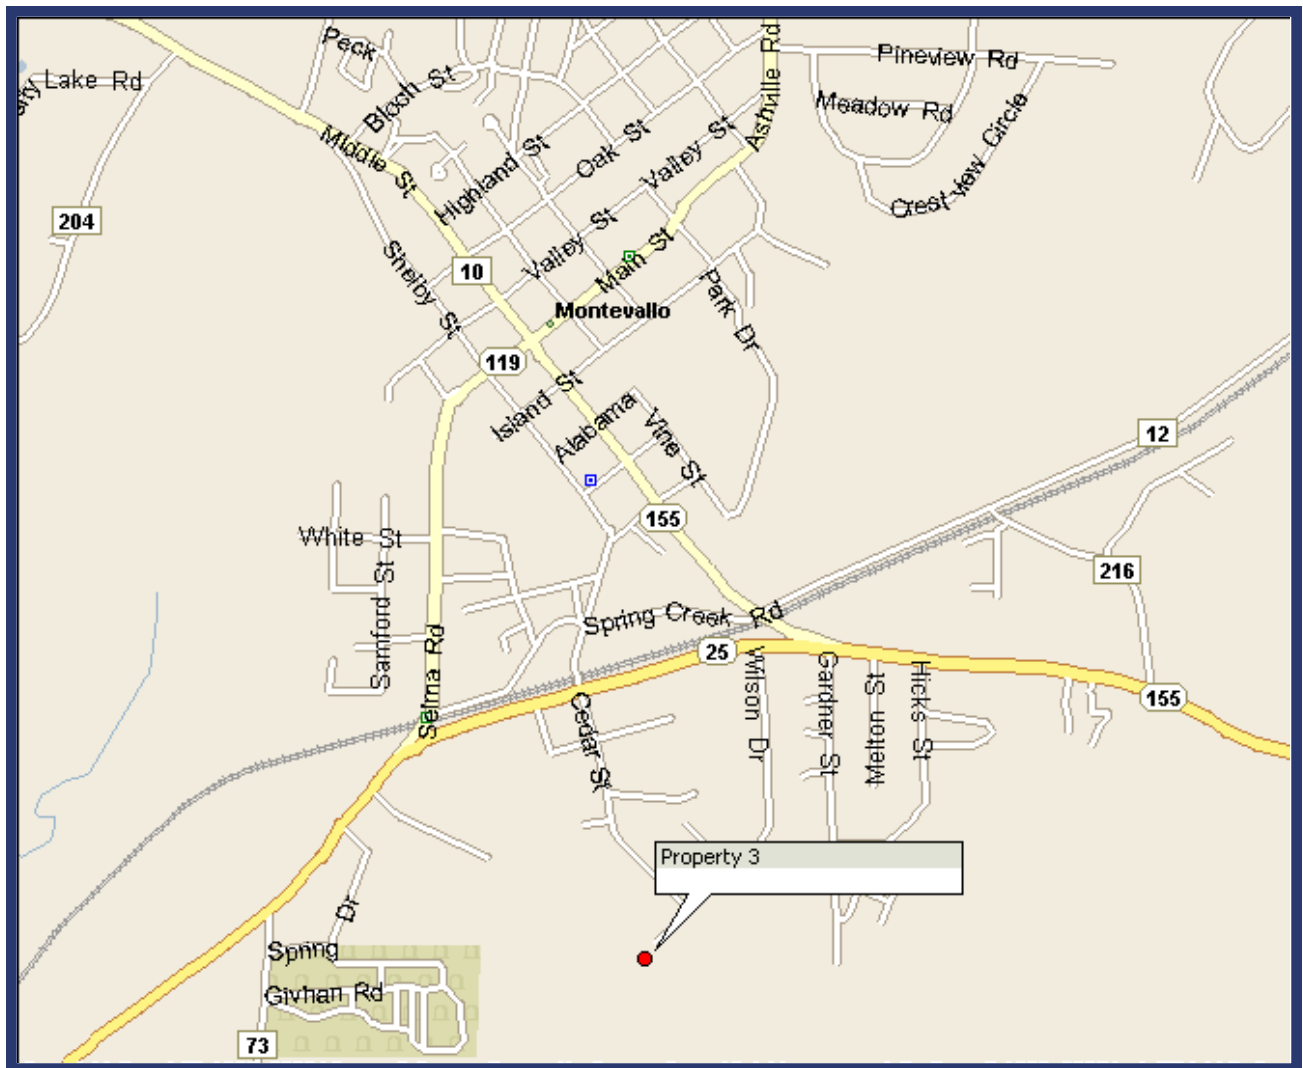 Peck
Pineview Rd
Lake Rd
Blosh St
Meadow Rd
Ashville Rd
Middle St
Highland St
Oak St
Valley St
Crest view Circle
204
Shelby St
10
Valley St
Main St
Park Dr
Montevallo
119
Island St
Alabama
Vine St
12
155
White St
Samford St
216
Spring Creek Rd
Selma Rd
25
Wilson Dr
Gardner St
Melton St
Hicks St
155
Cedar St
Property 3
Spring Dr
Givhan Rd
73